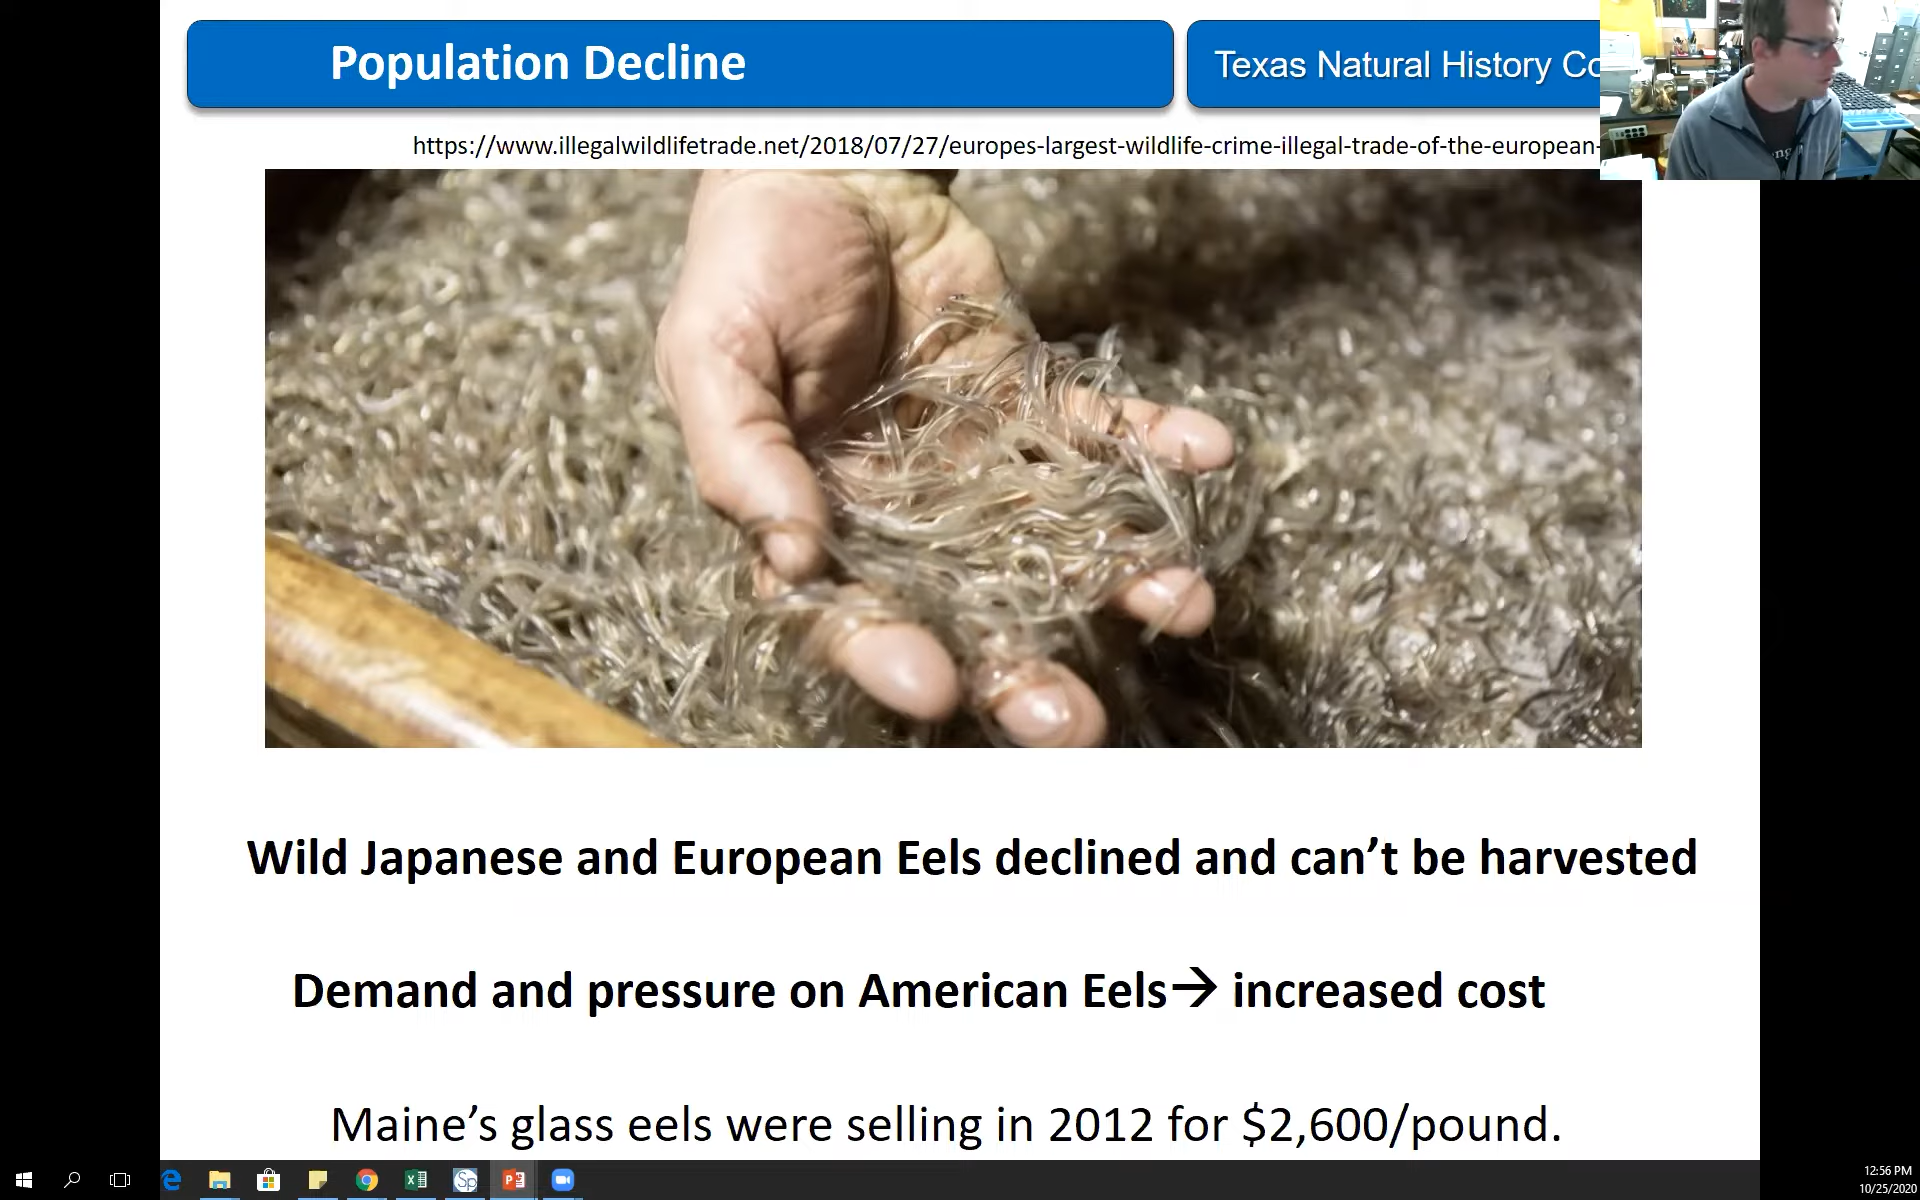 Population Decline
Texas Natural History Co
https://www.illegalwildlifetrade.net/2018/07/27/europes-largest-wildlife-crime-illegal-trade-of-the-european-
Wild Japanese and European Eels declined and can’t be harvested
Demand and pressure on American Eels→ increased cost
Maine’s glass eels were selling in 2012 for $2,600/pound.
12:56 PM
10/25/2020